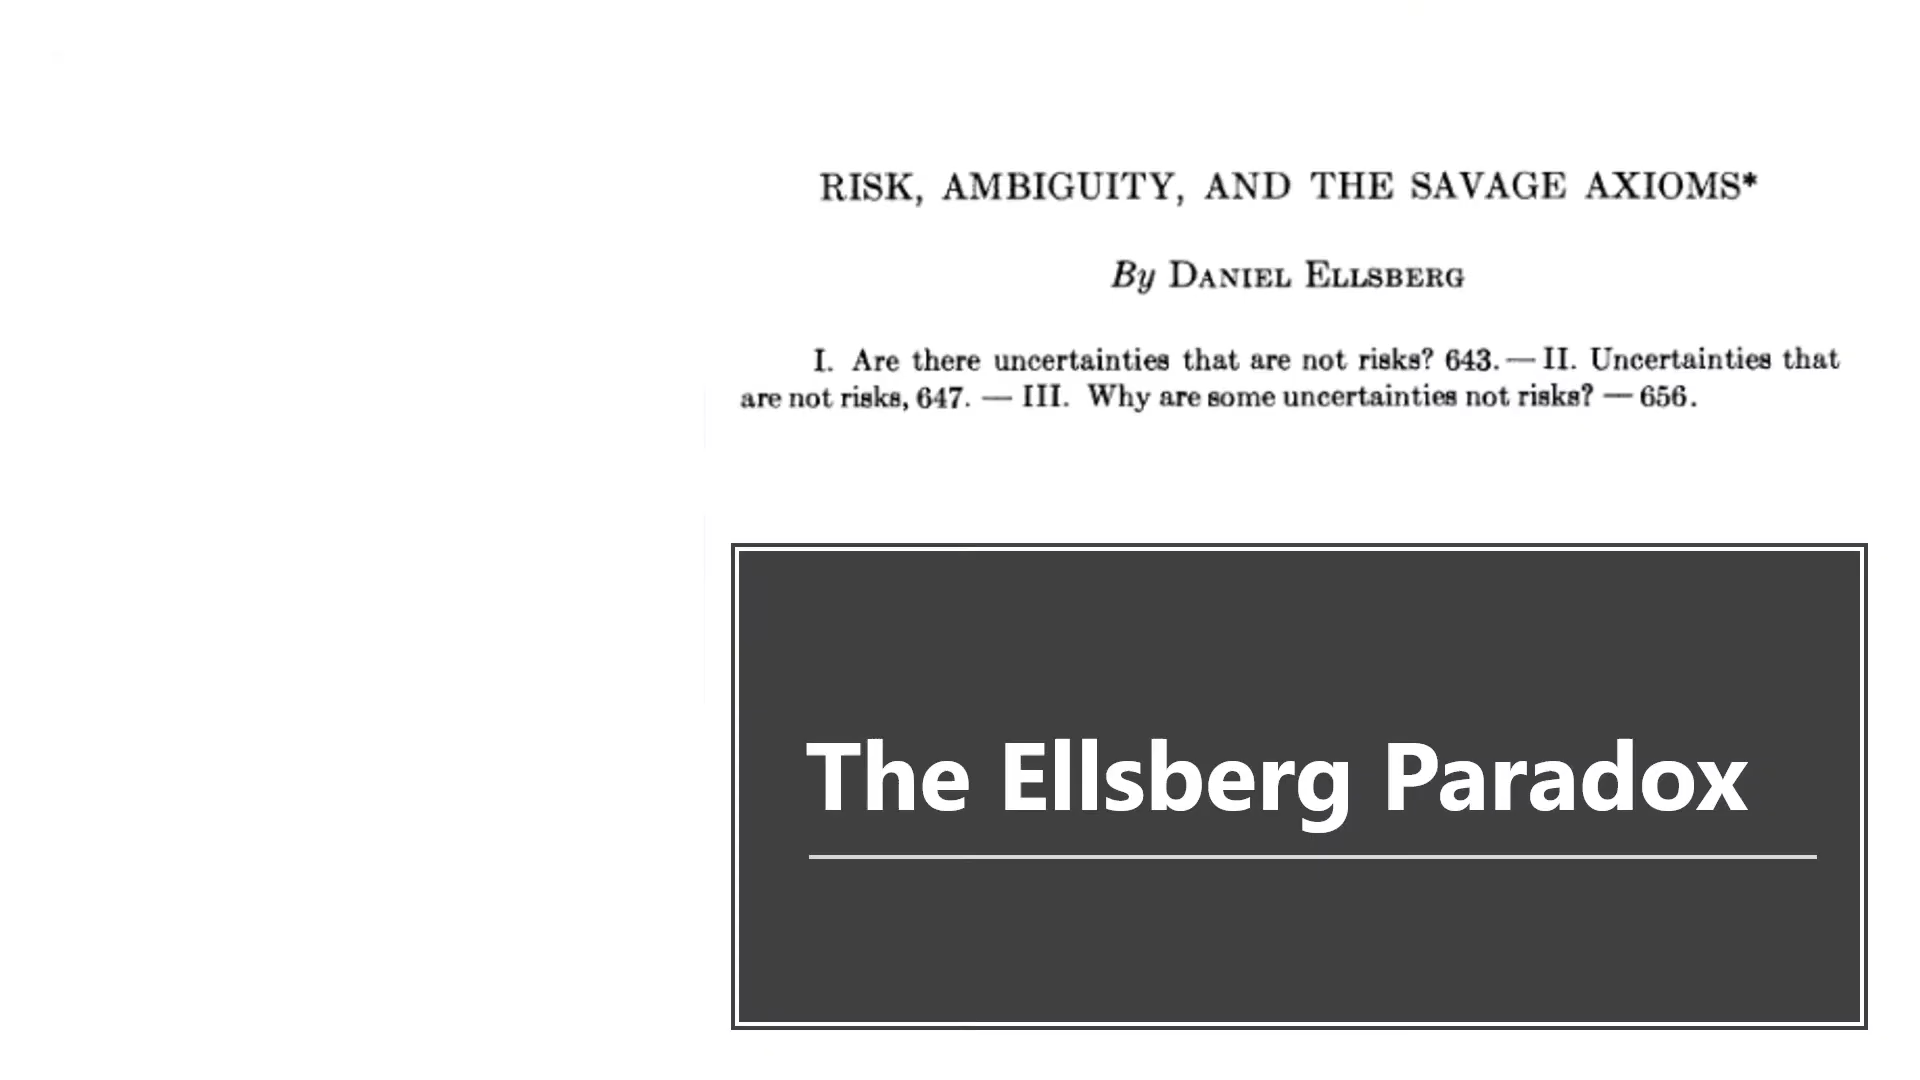 RISK, AMBIGUITY, AND THE SAVAGE AXIOMS*
By DANIEL ELLSBERG
I. Are there uncertainties that are not risks? 643. — II. Uncertainties that
are not risks, 647. — III. Why are some uncertainties not risks? — 656.
The Ellsberg Paradox